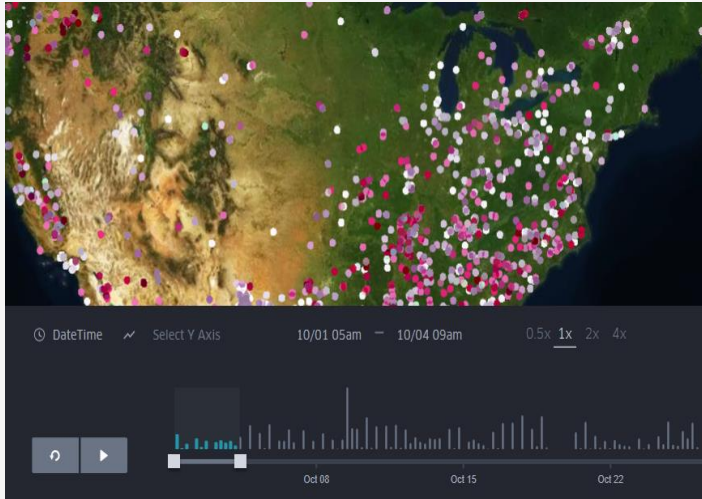 DateTime Select Y Axis 10/01 05am — 10/04 09am 0.5x 1x 2x 4x
Oct 08 Oct 15 Oct 22